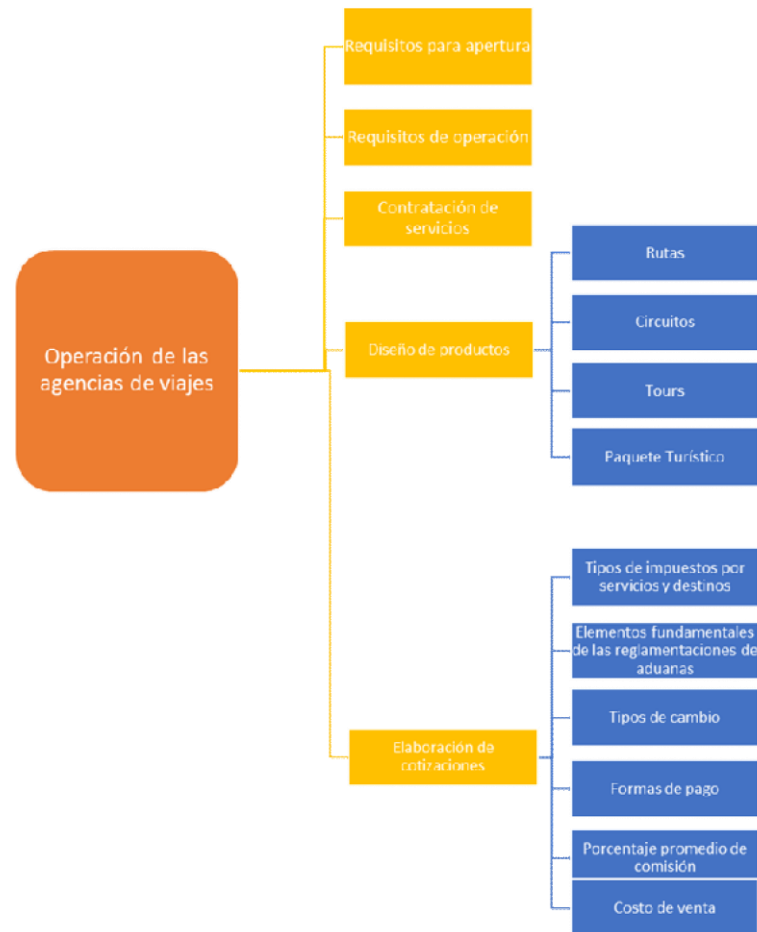 Operación de las
agencias de viajes
Requisitos para apertura
Requisitos de operación
Contratación de
servicios
Diseño de productos
Rutas
Circuitos
Tours
Paquete Turístico
Elaboración de
cotizaciones
Tipos de impuestos por
servicios y destinos
Elementos fundamentales
de las reglamentaciones de
aduanas
Tipos de cambio
Formas de pago
Porcentaje promedio de
comisión
Costo de venta